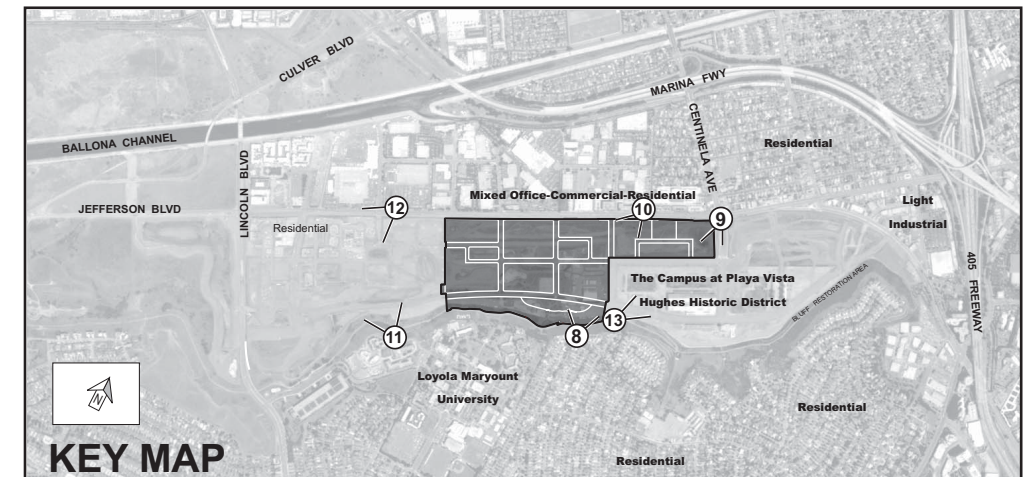 CULVER BLVD
MARINA FWY
BALLONA CHANNEL
CENTINELA AVE
Residential
LINCOLN BLVD
Mixed Office-Commercial-Residential
JEFFERSON BLVD
12
10
9
Light
Industrial
Residential
405 FREEWAY
The Campus at Playa Vista
BLUFF RESTORATION AREA
Hughes Historic District
13
11
8
Loyola Maryount
University
N
Residential
KEY MAP
Residential